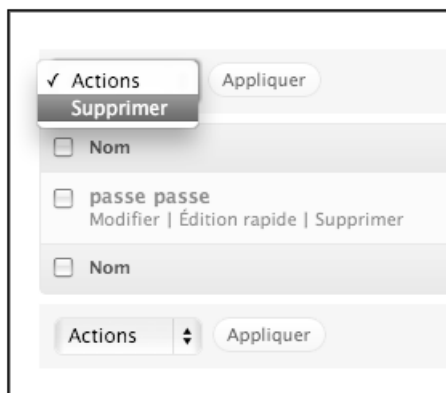 ✓ Actions Appliquer
Supprimer
Nom
passe passe
Modifier | Édition rapide | Supprimer
Nom
Actions Appliquer